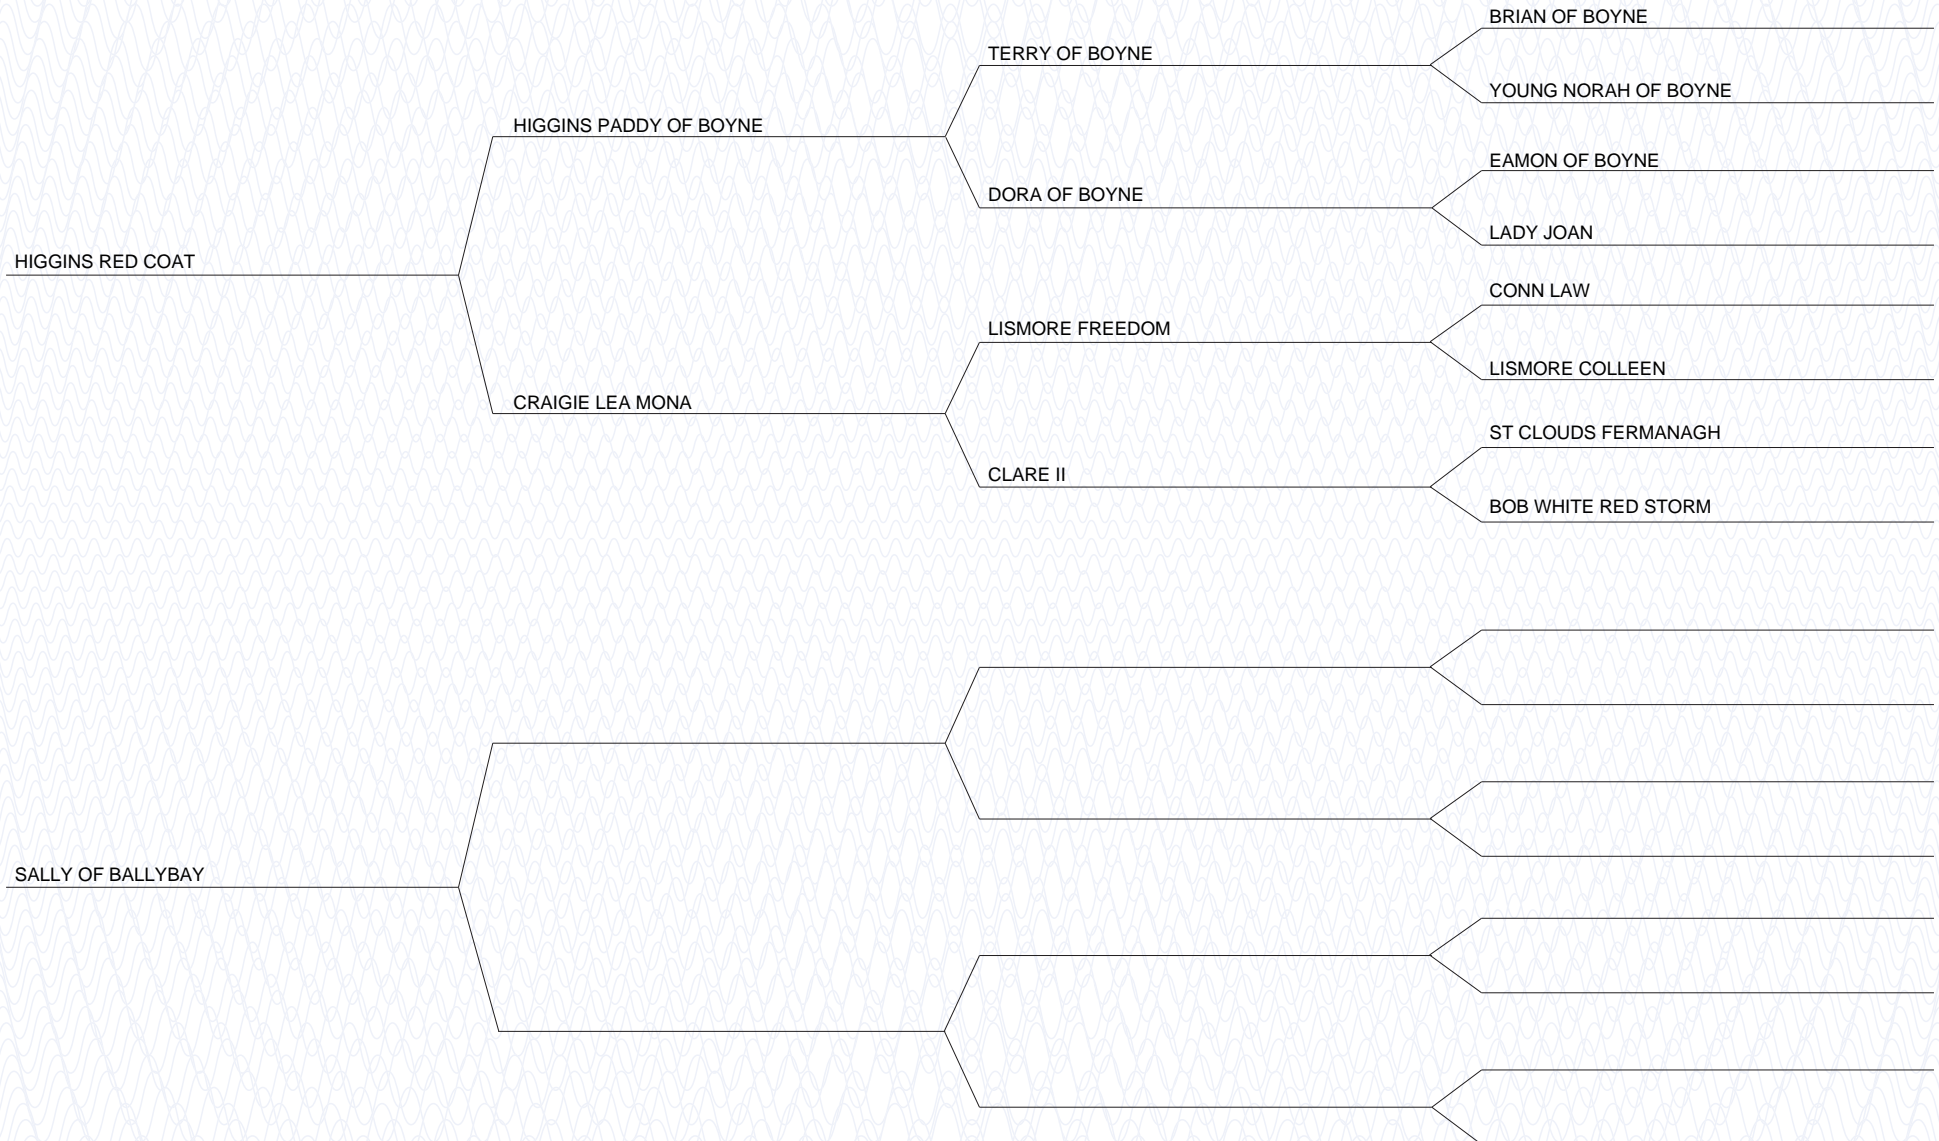 BRIAN OF BOYNE
TERRY OF BOYNE
YOUNG NORAH OF BOYNE
HIGGINS PADDY OF BOYNE
EAMON OF BOYNE
DORA OF BOYNE
LADY JOAN
HIGGINS RED COAT
CONN LAW
LISMORE FREEDOM
LISMORE COLLEEN
CRAIGIE LEA MONA
ST CLOUDS FERMANAGH
CLARE II
BOB WHITE RED STORM
SALLY OF BALLYBAY